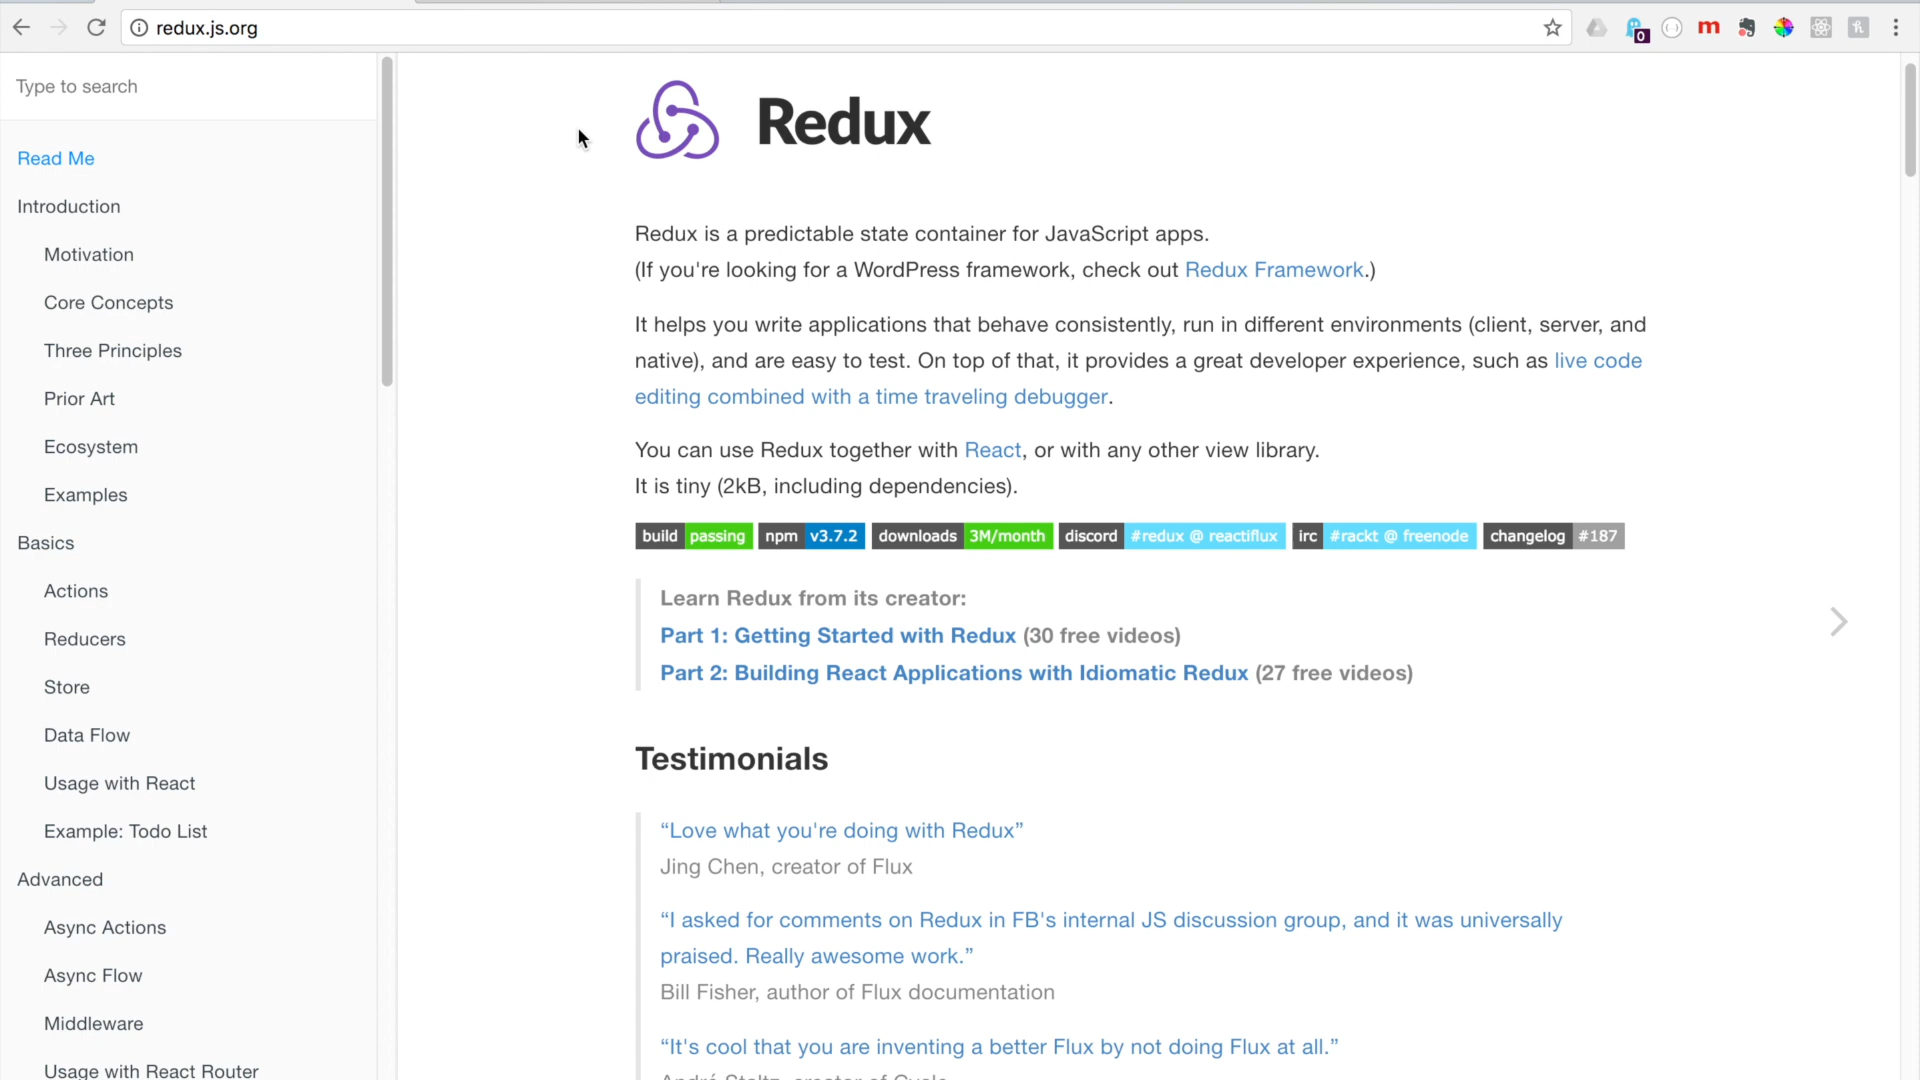 redux.js.org
0
m
Type to search
Read Me
Introduction
Motivation
Core Concepts
Three Principles
Prior Art
Ecosystem
Examples
Basics
Actions
Reducers
Store
Data Flow
Usage with React
Example: Todo List
Advanced
Async Actions
Async Flow
Middleware
Usage with React Router
Redux
Redux is a predictable state container for JavaScript apps.
(If you're looking for a WordPress framework, check out Redux Framework.)
It helps you write applications that behave consistently, run in different environments (client, server, and
native), and are easy to test. On top of that, it provides a great developer experience, such as live code
editing combined with a time traveling debugger.
You can use Redux together with React, or with any other view library.
It is tiny (2kB, including dependencies).
build passing npm v3.7.2 downloads 3M/month discord #redux @ reactiflux irc #rackt @ freenode changelog #187
Learn Redux from its creator:
Part 1: Getting Started with Redux (30 free videos)
Part 2: Building React Applications with Idiomatic Redux (27 free videos)
Testimonials
“Love what you're doing with Redux”
Jing Chen, creator of Flux
“I asked for comments on Redux in FB's internal JS discussion group, and it was universally
praised. Really awesome work.”
Bill Fisher, author of Flux documentation
“It's cool that you are inventing a better Flux by not doing Flux at all.”
André Staltz, creator of Cycle